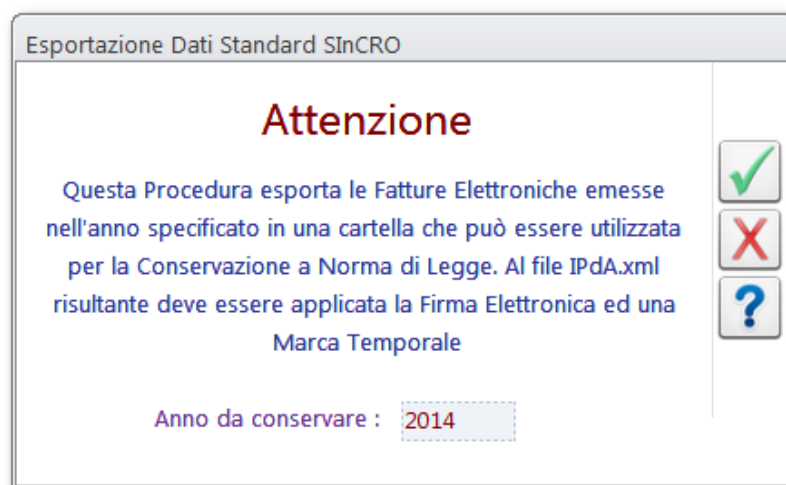 Esportazione Dati Standard SInCRO
Attenzione
Questa Procedura esporta le Fatture Elettroniche emesse
nell'anno specificato in una cartella che può essere utilizzata
per la Conservazione a Norma di Legge. Al file IPdA.xml
risultante deve essere applicata la Firma Elettronica ed una
Marca Temporale
Anno da conservare : 2014